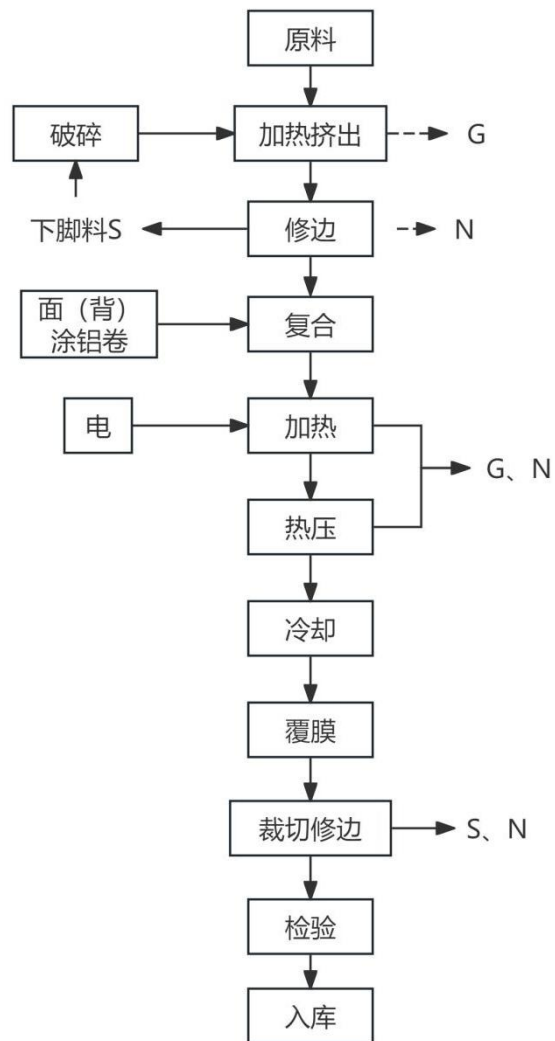 原料
破碎
加热挤出
G
下脚料S
修边
N
面（背）
涂铝卷
复合
电
加热
G、N
热压
冷却
覆膜
裁切修边
S、N
检验
入库